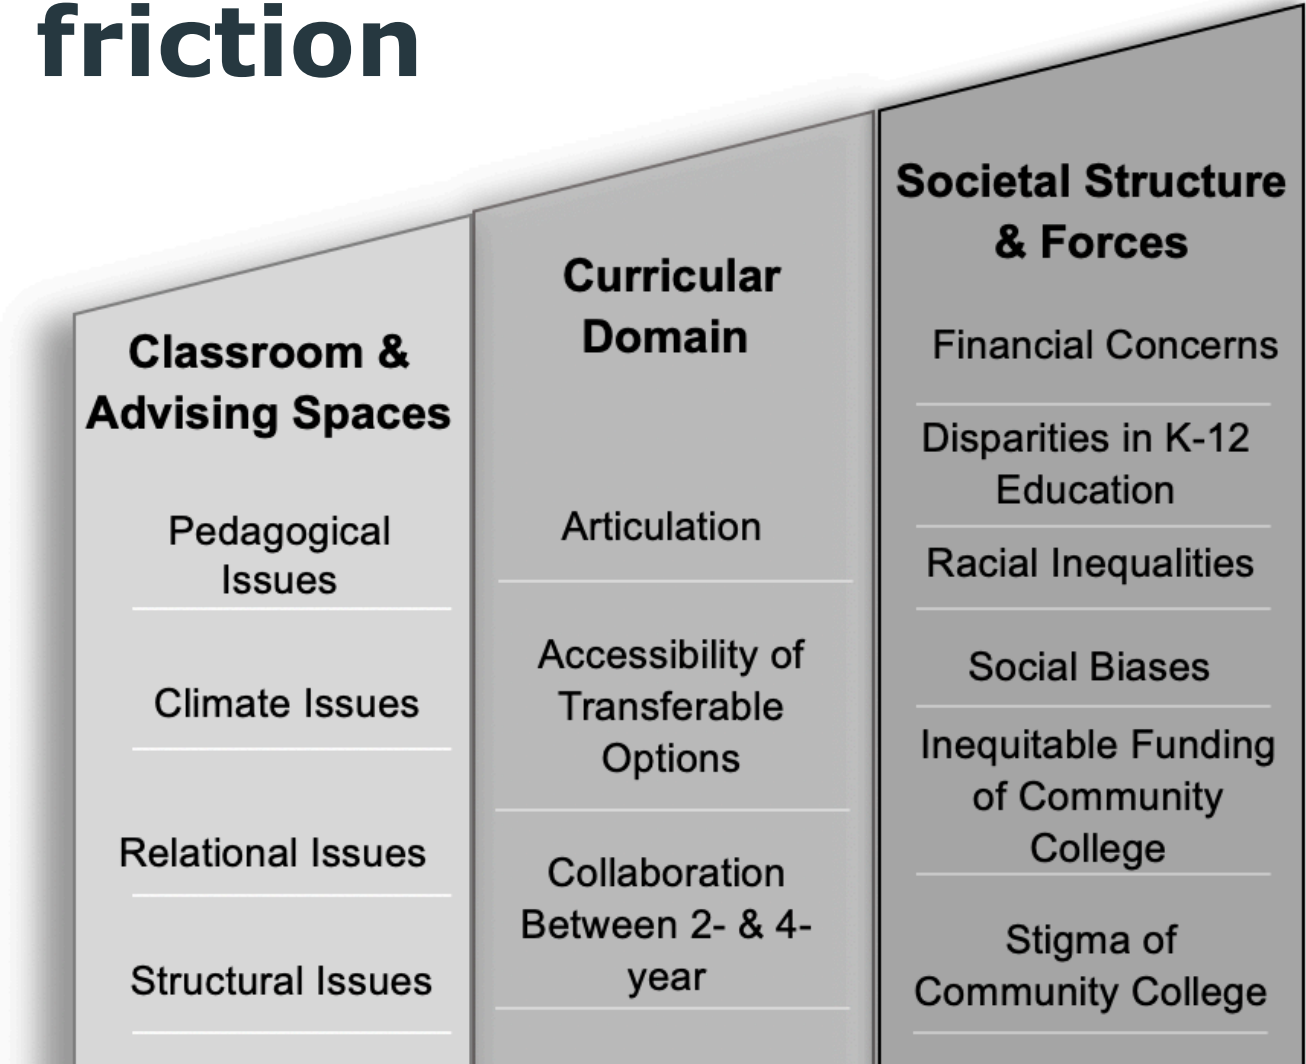 friction
Classroom &
Advising Spaces
Pedagogical
Issues
Climate Issues
Relational Issues
Structural Issues
Curricular
Domain
Articulation
Accessibility of
Transferable
Options
Collaboration
Between 2- & 4-
year
Societal Structure
& Forces
Financial Concerns
Disparities in K-12
Education
Racial Inequalities
Social Biases
Inequitable Funding
of Community
College
Stigma of
Community College